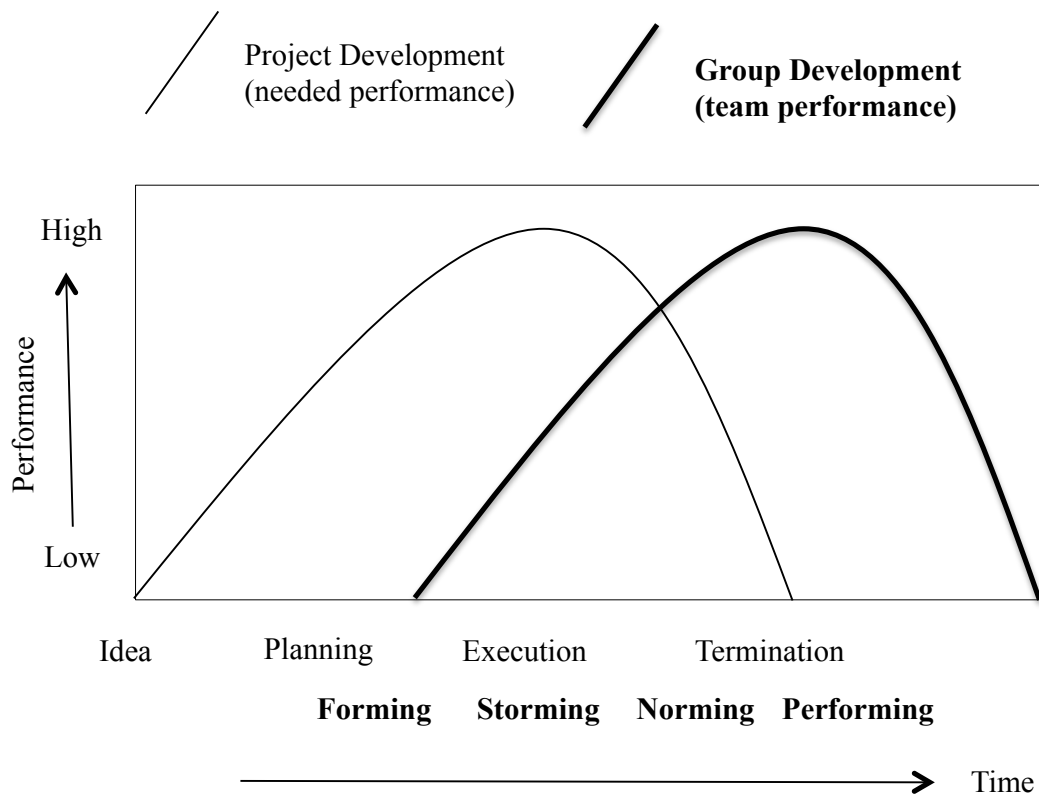 Project Development
(needed performance)
Group Development
(team performance)
High
Performance
Low
Idea Planning Execution Termination
Forming Storming Norming Performing
Time